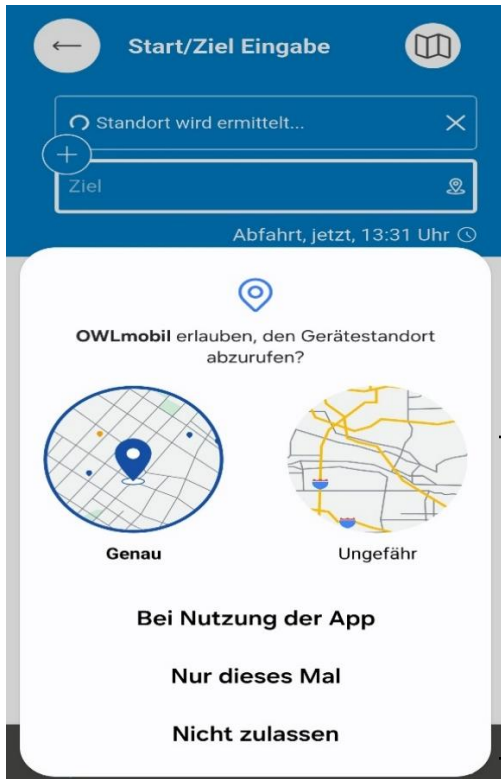 Start/Ziel Eingabe
Standort wird ermittelt...
Ziel
Abfahrt, jetzt, 13:31 Uhr
OWLmobil erlauben, den Gerätestandort
abzurufen?
Genau
Ungefähr
Bei Nutzung der App
Nur dieses Mal
Nicht zulassen